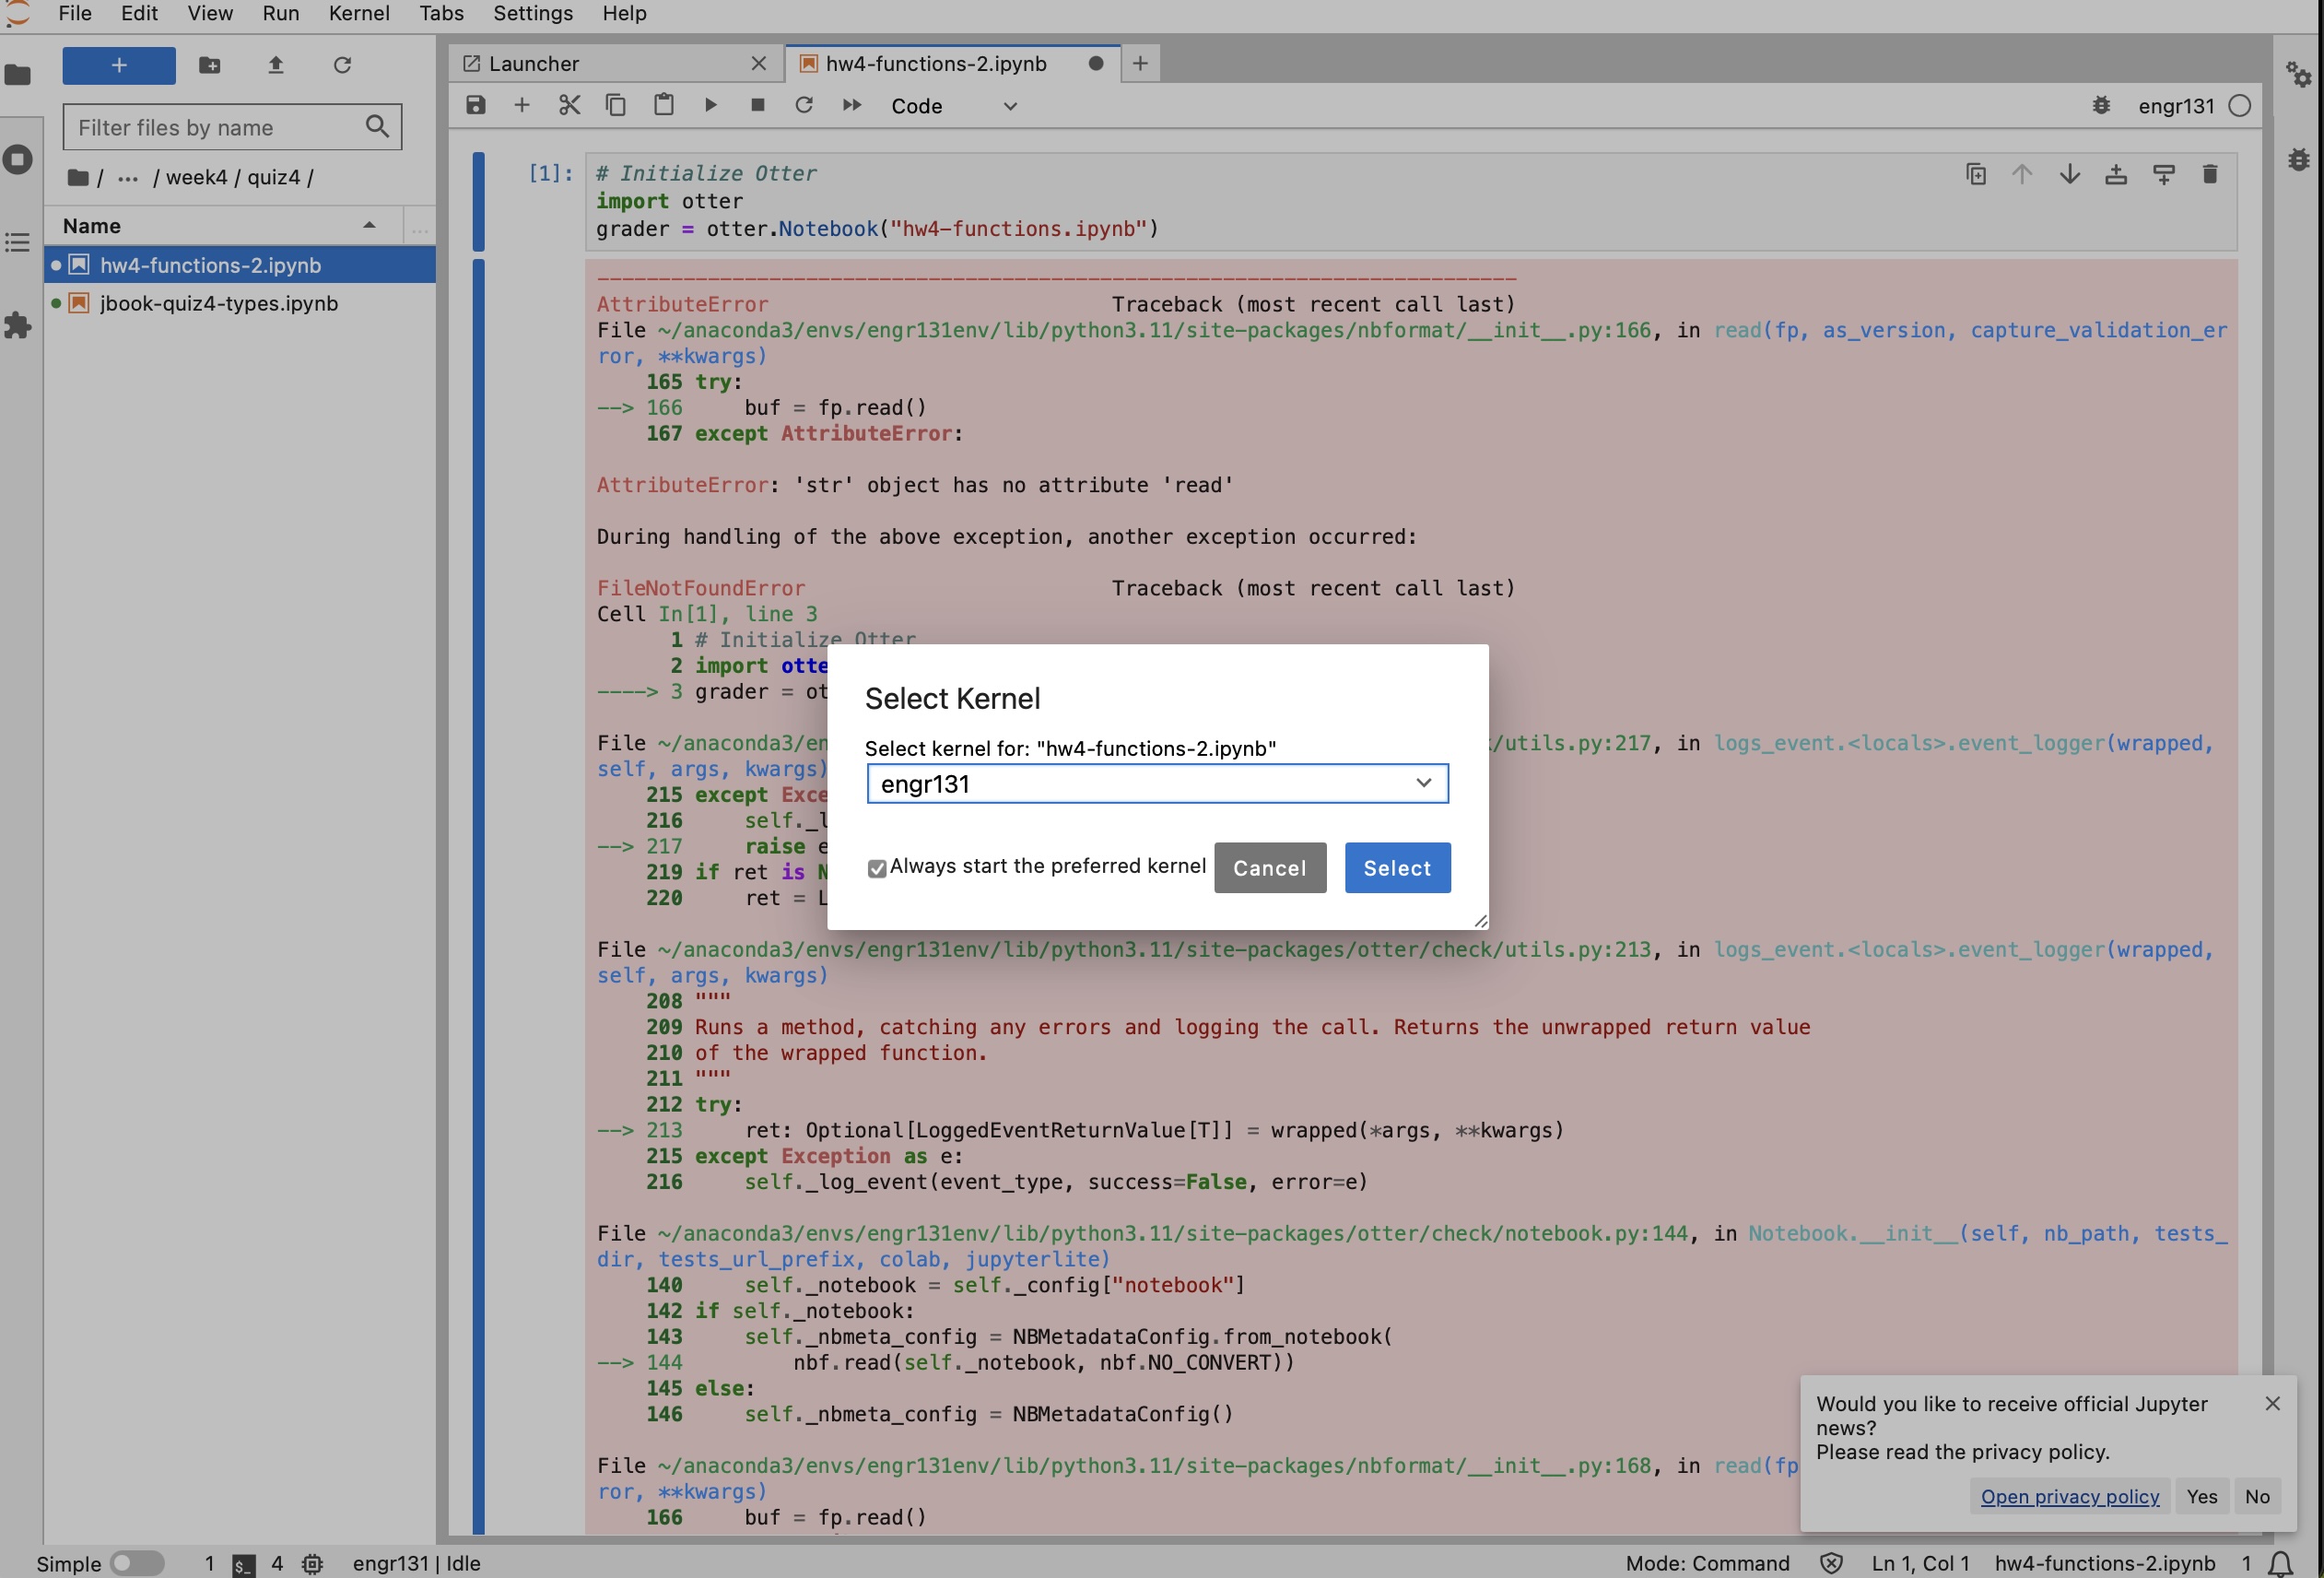 File Edit View Run Kernel Tabs Settings Help
+
Launcher
hw4-functions-2.ipynb
+
Code
engr131
Filter files by name
/ ... / week4 / quiz4 /
Name
...
hw4-functions-2.ipynb
jbook-quiz4-types.ipynb
[1]: # Initialize Otter
import otter
grader = otter.Notebook("hw4-functions.ipynb")
---------------------------------------------------------------------------
AttributeError Traceback (most recent call last)
File ~/anaconda3/envs/engr131env/lib/python3.11/site-packages/nbformat/__init__.py:166, in read(fp, as_version, capture_validation_er
ror, **kwargs)
165 try:
--> 166 buf = fp.read()
167 except AttributeError:
AttributeError: 'str' object has no attribute 'read'
During handling of the above exception, another exception occurred:
FileNotFoundError Traceback (most recent call last)
Cell In[1], line 3
1 # Initialize Otter
2 import otte
----> 3 grader = ot
Select Kernel
Select kernel for: "hw4-functions-2.ipynb"
engr131
Always start the preferred kernel Cancel Select
File ~/anaconda3/en
/utils.py:217, in logs_event.<locals>.event_logger(wrapped,
self, args, kwargs)
215 except Exce
216 self._l
--> 217 raise e
219 if ret is N
220 ret = L
File ~/anaconda3/envs/engr131env/lib/python3.11/site-packages/otter/check/utils.py:213, in logs_event.<locals>.event_logger(wrapped,
self, args, kwargs)
208 """
209 Runs a method, catching any errors and logging the call. Returns the unwrapped return value
210 of the wrapped function.
211 """
212 try:
--> 213 ret: Optional[LoggedEventReturnValue[T]] = wrapped(*args, **kwargs)
215 except Exception as e:
216 self._log_event(event_type, success=False, error=e)
File ~/anaconda3/envs/engr131env/lib/python3.11/site-packages/otter/check/notebook.py:144, in Notebook.__init__(self, nb_path, tests_
dir, tests_url_prefix, colab, jupyterlite)
140 self._notebook = self._config["notebook"]
142 if self._notebook:
143 self._nbmeta_config = NBMetadataConfig.from_notebook(
--> 144 nbf.read(self._notebook, nbf.NO_CONVERT))
145 else:
146 self._nbmeta_config = NBMetadataConfig()
File ~/anaconda3/envs/engr131env/lib/python3.11/site-packages/nbformat/__init__.py:168, in read(fp
ror, **kwargs)
166 buf = fp.read()
Would you like to receive official Jupyter
news?
Please read the privacy policy.
Open privacy policy Yes No
Simple 1 $_ 4 engr131 | Idle
Mode: Command Ln 1, Col 1 hw4-functions-2.ipynb 1